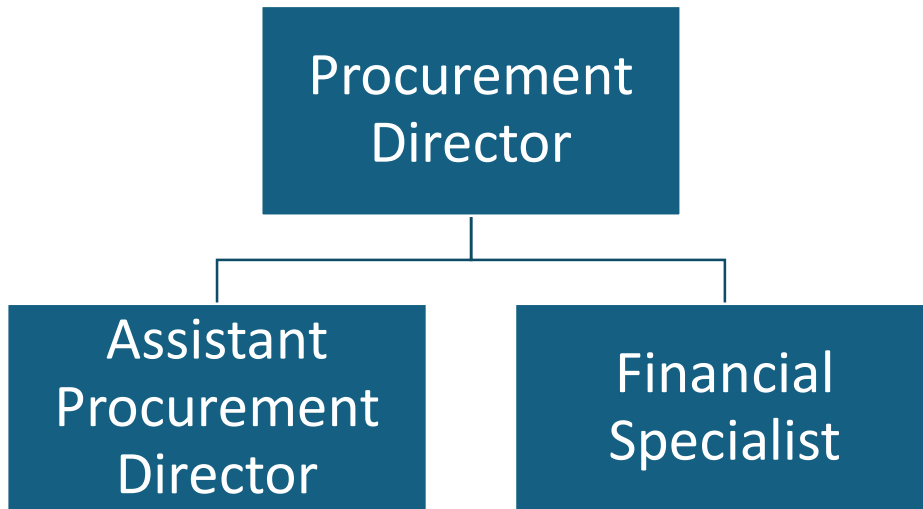 Procurement
Director
Assistant
Procurement
Director
Financial
Specialist